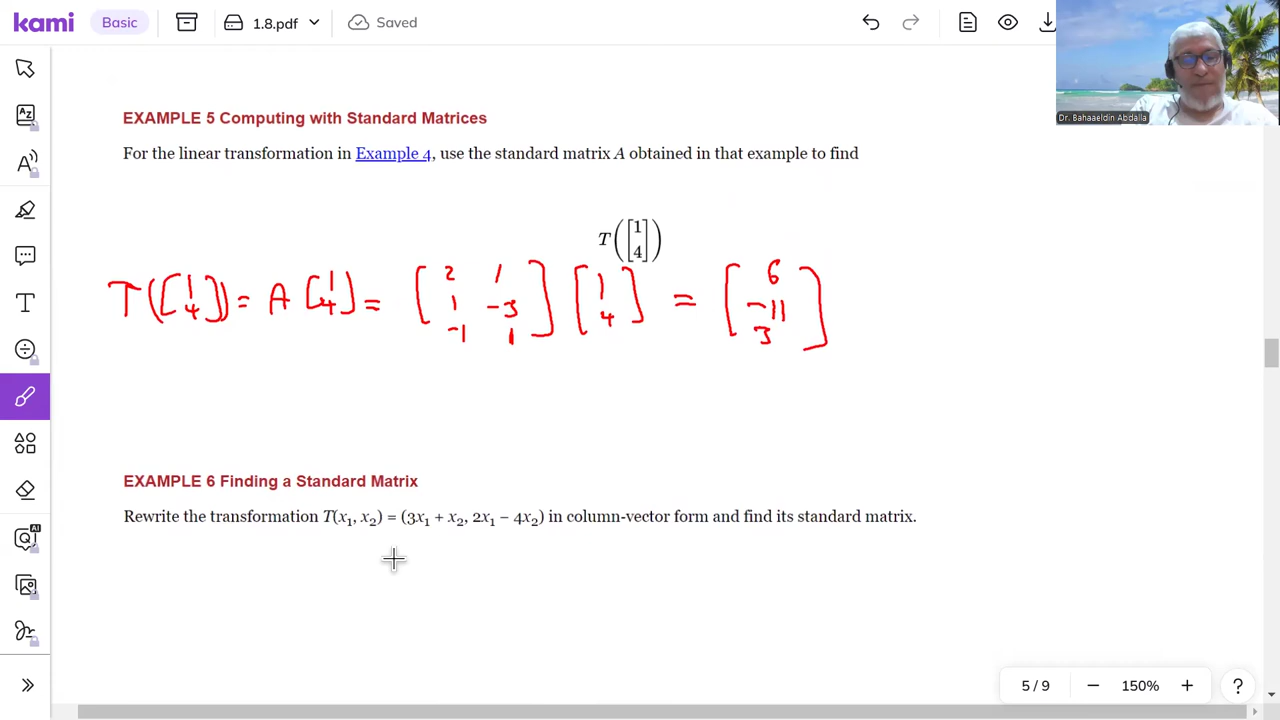 kami Basic 1.8.pdf Saved
Dr. Bahaaeldin Abdalla
EXAMPLE 5 Computing with Standard Matrices
For the linear transformation in Example 4, use the standard matrix A obtained in that example to find
T([1 4])
T([1 4]) = A [1 4] = [2 1 1 -3 -1 1] [1 4] = [6 -11 3]
EXAMPLE 6 Finding a Standard Matrix
Rewrite the transformation T(x₁, x₂) = (3x₁ + x₂, 2x₁ − 4x₂) in column-vector form and find its standard matrix.
5 / 9 − 150% + ?